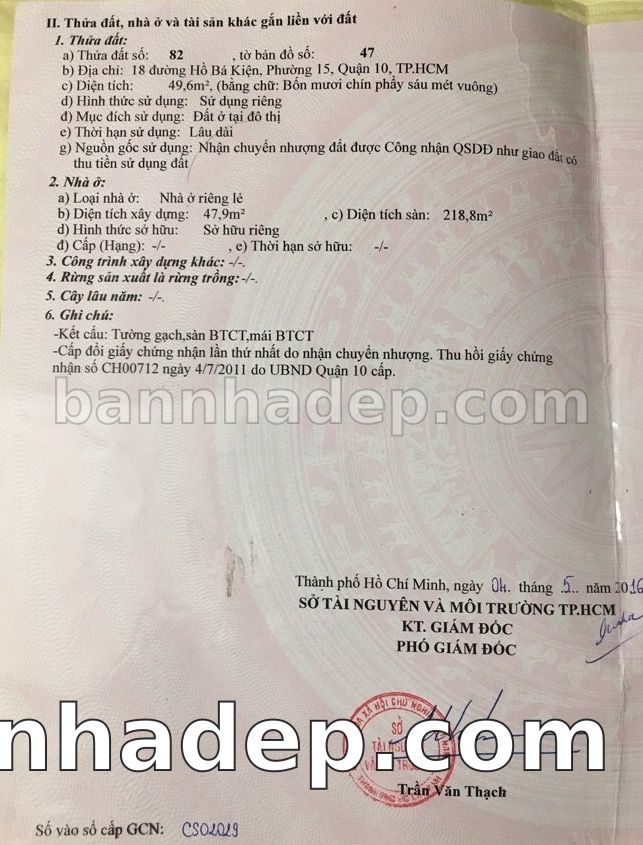 II. Thửa đất, nhà ở và tài sản khác gắn liền với đất
1. Thửa đất:
a) Thửa đất số: 82 , tờ bản đồ số: 47
b) Địa chỉ: 18 đường Hồ Bá Kiện, Phường 15, Quận 10, TP.HCM
c) Diện tích: 49,6m², (bằng chữ: Bốn mươi chín phẩy sáu mét vuông)
d) Hình thức sử dụng: Sử dụng riêng
đ) Mục đích sử dụng: Đất ở tại đô thị
e) Thời hạn sử dụng: Lâu dài
g) Nguồn gốc sử dụng: Nhận chuyển nhượng đất được Công nhận QSDĐ như giao đất có
thu tiền sử dụng đất
2. Nhà ở:
a) Loại nhà ở: Nhà ở riêng lẻ
b) Diện tích xây dựng: 47,9m² , c) Diện tích sàn: 218,8m²
d) Hình thức sở hữu: Sở hữu riêng
đ) Cấp (Hạng): -/- , e) Thời hạn sở hữu: -/-
3. Công trình xây dựng khác: -/-.
4. Rừng sản xuất là rừng trồng: -/-.
5. Cây lâu năm: -/-.
6. Ghi chú:
-Kết cấu: Tường gạch,sàn BTCT,mái BTCT
-Cấp đổi giấy chứng nhận lần thứ nhất do nhận chuyển nhượng. Thu hồi giấy chứng
nhận số CH00712 ngày 4/7/2011 do UBND Quận 10 cấp.
bannhadep.com
Thành phố Hồ Chí Minh, ngày 04. tháng .5.. năm 2016
SỞ TÀI NGUYÊN VÀ MÔI TRƯỜNG TP.HCM
KT. GIÁM ĐỐC
PHÓ GIÁM ĐỐC
XÃ HỘI CHỦ NGHĨ
SỞ
nhadep.com
Trần Văn Thạch
Số vào sổ cấp GCN: CS02029